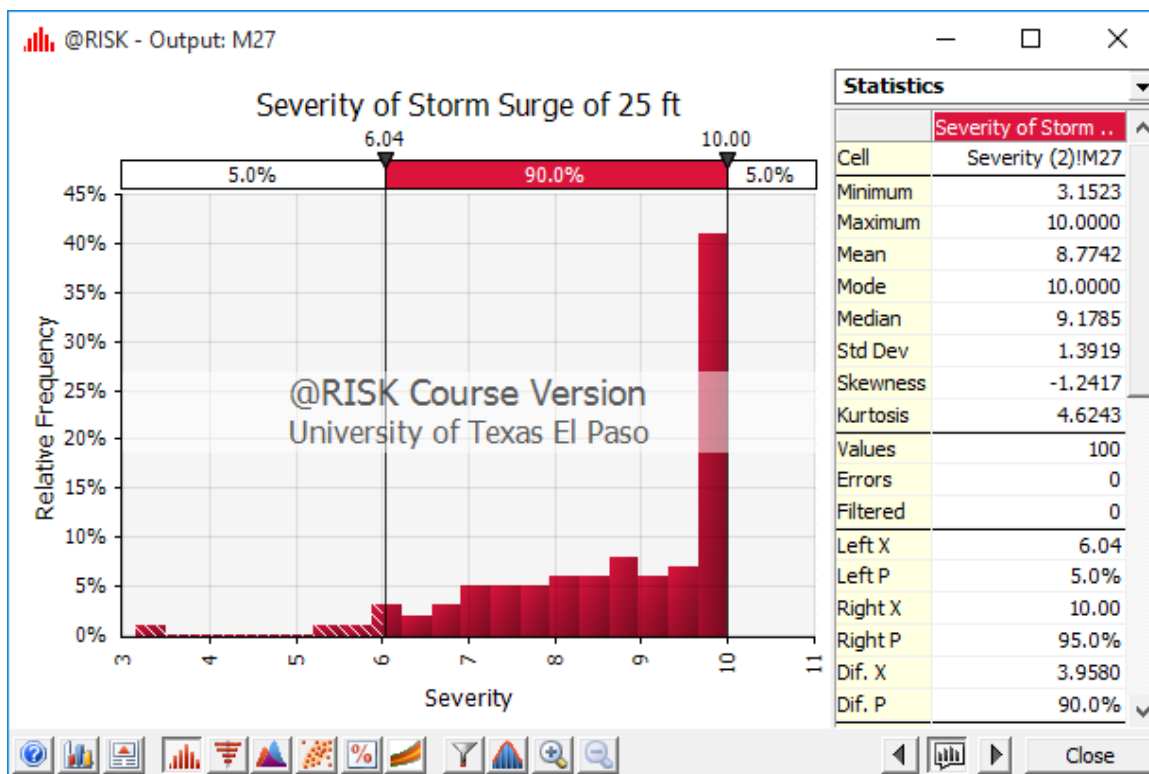 @RISK - Output: M27
Severity of Storm Surge of 25 ft
6.04 10.00
5.0% 90.0% 5.0%
45%
40%
35%
30%
25%
20%
15%
10%
5%
0%
Relative Frequency
@RISK Course Version
University of Texas El Paso
3 4 5 6 7 8 9 10 11
Severity
Statistics
Severity of Storm ..
Cell Severity (2)!M27
Minimum 3.1523
Maximum 10.0000
Mean 8.7742
Mode 10.0000
Median 9.1785
Std Dev 1.3919
Skewness -1.2417
Kurtosis 4.6243
Values 100
Errors 0
Filtered 0
Left X 6.04
Left P 5.0%
Right X 10.00
Right P 95.0%
Dif. X 3.9580
Dif. P 90.0%
? % Close